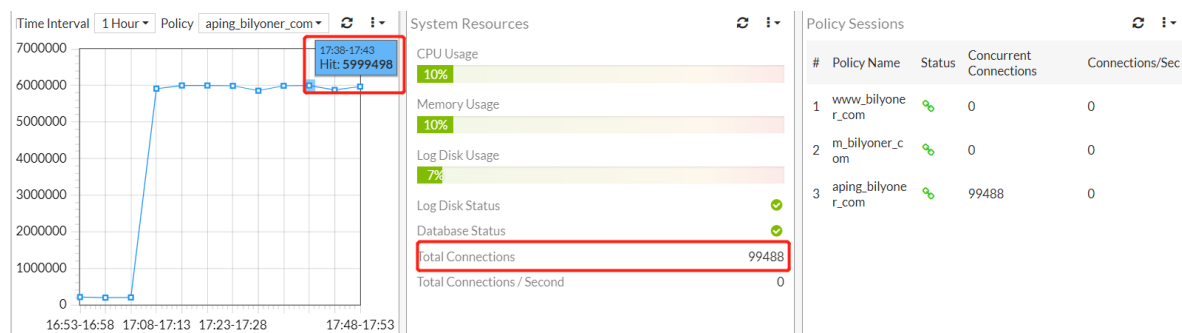 Time Interval 1 Hour Policy aping_bilyoner_com
7000000
6000000
5000000
4000000
3000000
2000000
1000000
0
17:38-17:43
Hit: 5999498
16:53-16:58 17:08-17:13 17:23-17:28 17:48-17:53
System Resources
CPU Usage
10%
Memory Usage
10%
Log Disk Usage
7%
Log Disk Status
Database Status
Total Connections 99488
Total Connections / Second 0
Policy Sessions
# Policy Name Status Concurrent Connections Connections/Sec
1 www_bilyone
r_com 0 0
2 m_bilyoner_c
om 0 0
3 aping_bilyone
r_com 99488 0